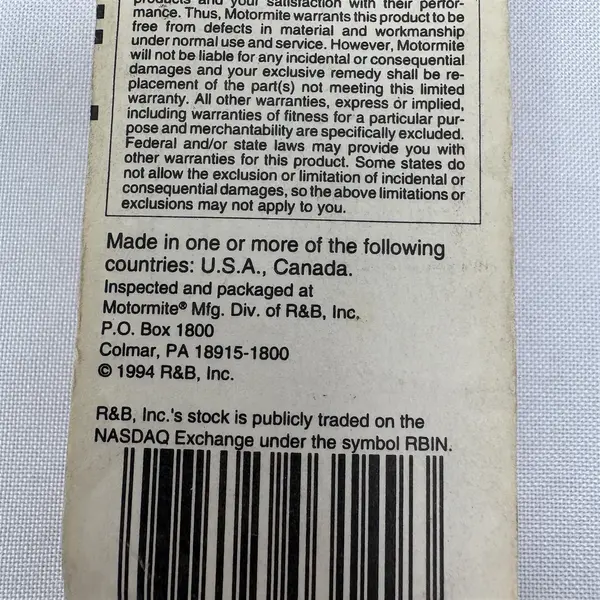 products and your satisfaction with their perfor-
mance. Thus, Motormite warrants this product to be
free from defects in material and workmanship
under normal use and service. However, Motormite
will not be liable for any incidental or consequential
damages and your exclusive remedy shall be re-
placement of the part(s) not meeting this limited
warranty. All other warranties, express or implied,
including warranties of fitness for a particular pur-
pose and merchantability are specifically excluded.
Federal and/or state laws may provide you with
other warranties for this product. Some states do
not allow the exclusion or limitation of incidental or
consequential damages, so the above limitations or
exclusions may not apply to you.
Made in one or more of the following
countries: U.S.A., Canada.
Inspected and packaged at
Motormite® Mfg. Div. of R&B, Inc.
P.O. Box 1800
Colmar, PA 18915-1800
© 1994 R&B, Inc.
R&B, Inc.'s stock is publicly traded on the
NASDAQ Exchange under the symbol RBIN.